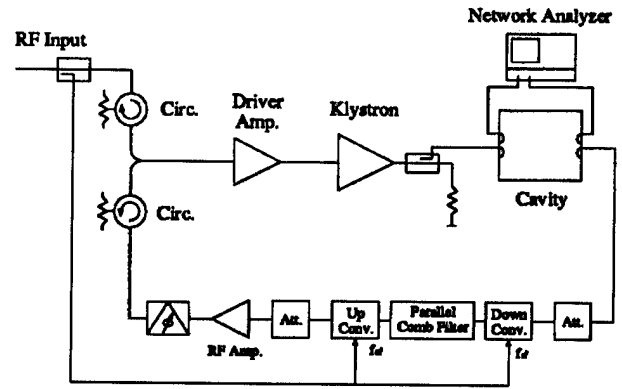 Network Analyzer
RF Input
Circ.
Driver
Amp.
Klystron
Cavity
Circ.
Att.
RF Amp.
Up
Conv.
Parallel
Comb Filter
Down
Conv.
Att.